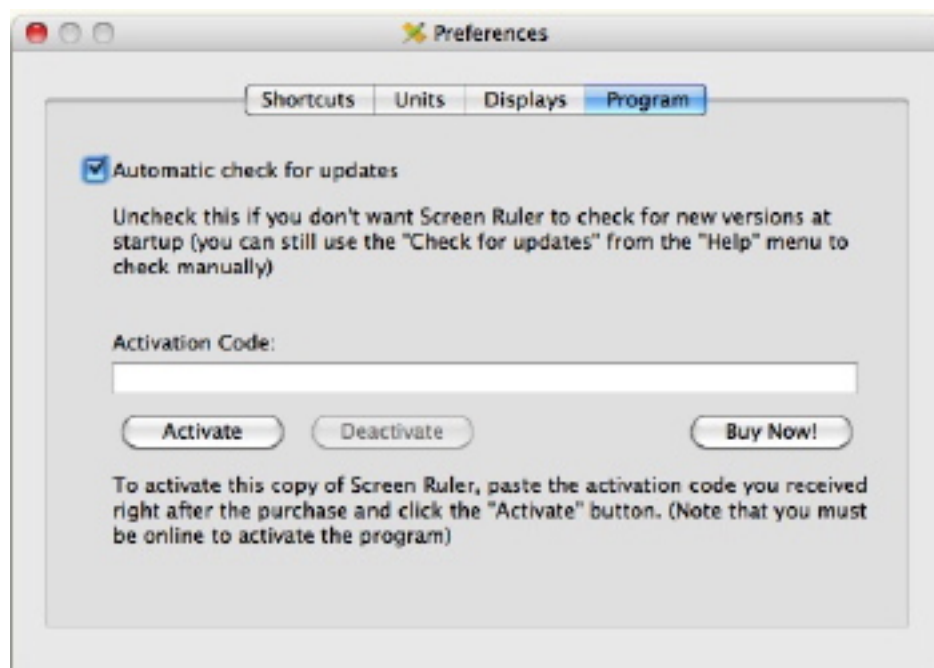 Preferences
Shortcuts Units Displays Program
Automatic check for updates
Uncheck this if you don't want Screen Ruler to check for new versions at
startup (you can still use the "Check for updates" from the "Help" menu to
check manually)
Activation Code:
Activate Deactivate Buy Now!
To activate this copy of Screen Ruler, paste the activation code you received
right after the purchase and click the "Activate" button. (Note that you must
be online to activate the program)